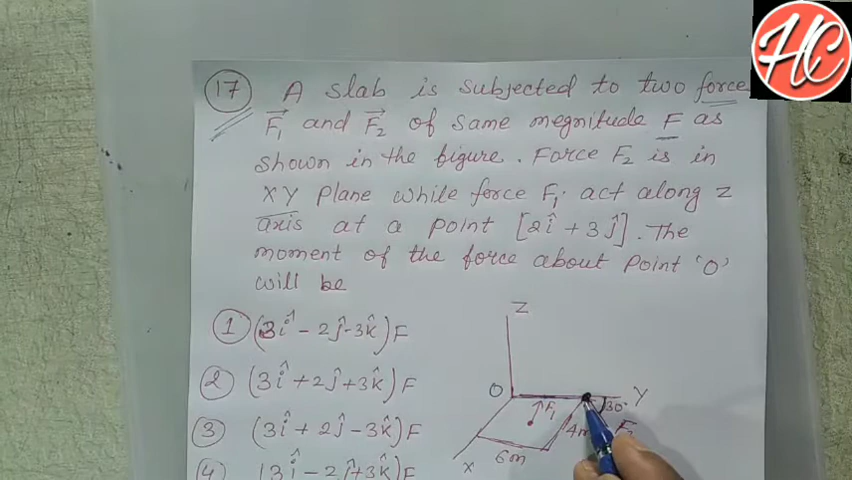 HC
17 A slab is subjected to two force
F₁ and F₂ of same megnitude F as
shown in the figure. Force F₂ is in
XY plane while force F₁ act along z
axis at a point [2î + 3ĵ]. The
moment of the force about point 'O'
will be
1 (3î - 2ĵ - 3k̂)F
2 (3î + 2ĵ + 3k̂)F
3 (3î + 2ĵ - 3k̂)F
4 (3î - 2ĵ + 3k̂)F
Z
O
Y
F₁
30°
4m
F₂
X
6m